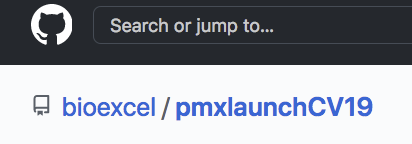 Search or jump to...
bioexcel / pmxlaunchCV19